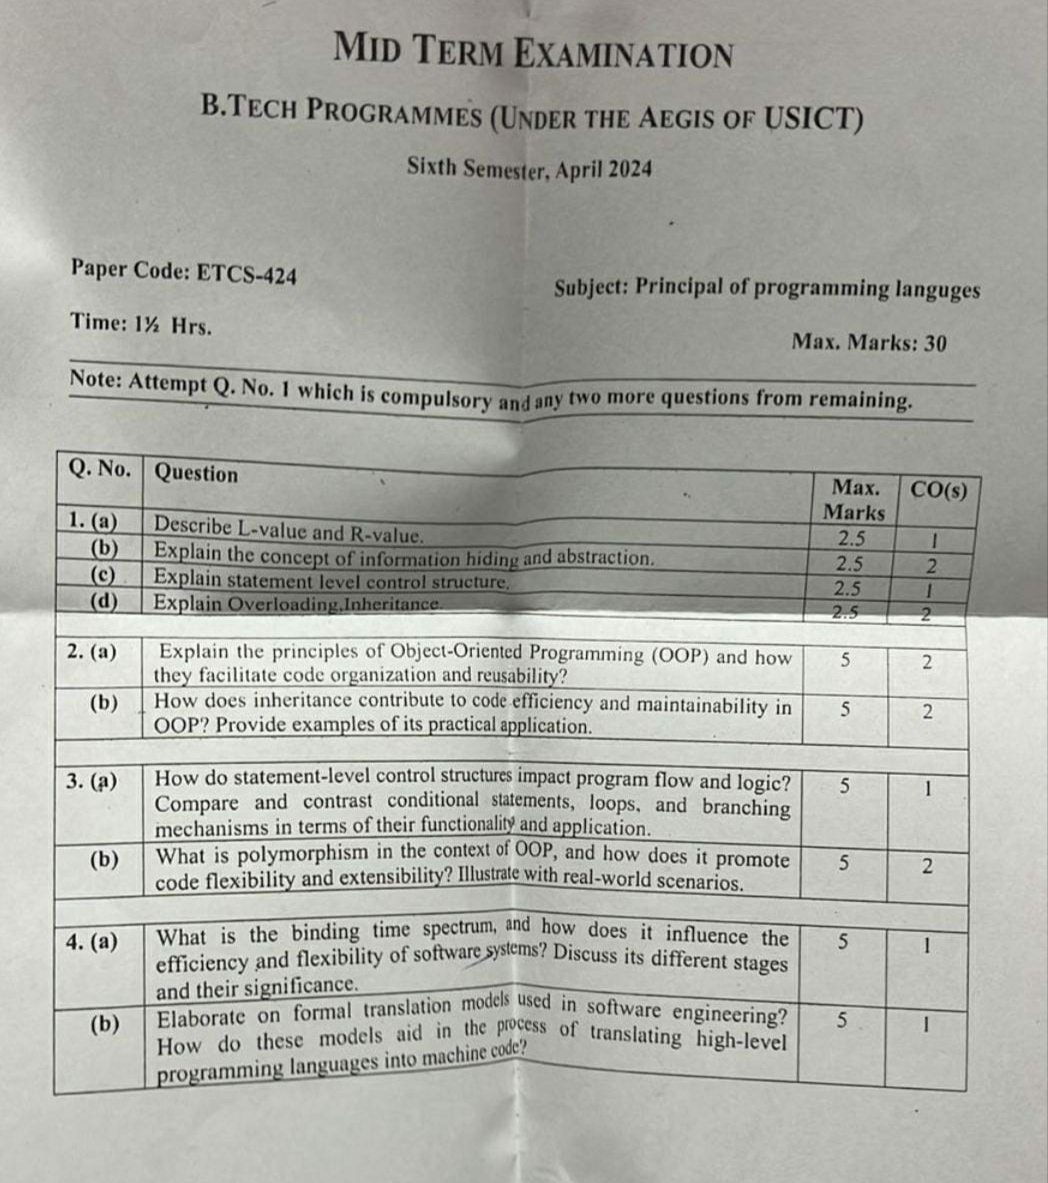 MID TERM EXAMINATION
B.TECH PROGRAMMES (UNDER THE AEGIS OF USICT)
Sixth Semester, April 2024
Paper Code: ETCS-424
Subject: Principal of programming languges
Time: 1½ Hrs.
Max. Marks: 30
Note: Attempt Q. No. 1 which is compulsory and any two more questions from remaining.
Q. No. Question Max. Marks CO(s)
1. (a) Describe L-value and R-value. 2.5 1
(b) Explain the concept of information hiding and abstraction. 2.5 2
(c) Explain statement level control structure. 2.5 1
(d) Explain Overloading,Inheritance. 2.5 2
2. (a) Explain the principles of Object-Oriented Programming (OOP) and how 5 2
they facilitate code organization and reusability?
(b) How does inheritance contribute to code efficiency and maintainability in 5 2
OOP? Provide examples of its practical application.
3. (a) How do statement-level control structures impact program flow and logic? 5 1
Compare and contrast conditional statements, loops, and branching
mechanisms in terms of their functionality and application.
(b) What is polymorphism in the context of OOP, and how does it promote 5 2
code flexibility and extensibility? Illustrate with real-world scenarios.
4. (a) What is the binding time spectrum, and how does it influence the 5 1
efficiency and flexibility of software systems? Discuss its different stages
and their significance.
(b) Elaborate on formal translation models used in software engineering? 5 1
How do these models aid in the process of translating high-level
programming languages into machine code?